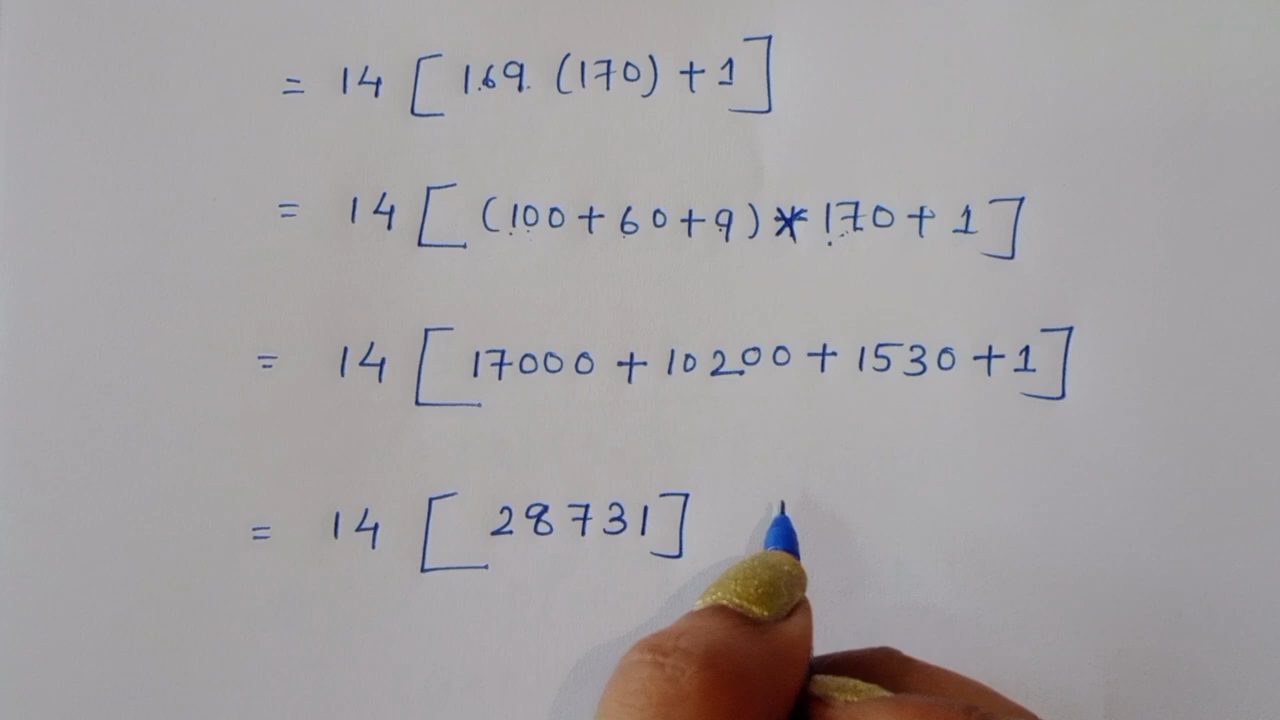 = 14 [ 169 (170) + 1 ]
= 14 [ (100 + 60 + 9) * 170 + 1 ]
= 14 [ 17000 + 10200 + 1530 + 1 ]
= 14 [ 28731 ]